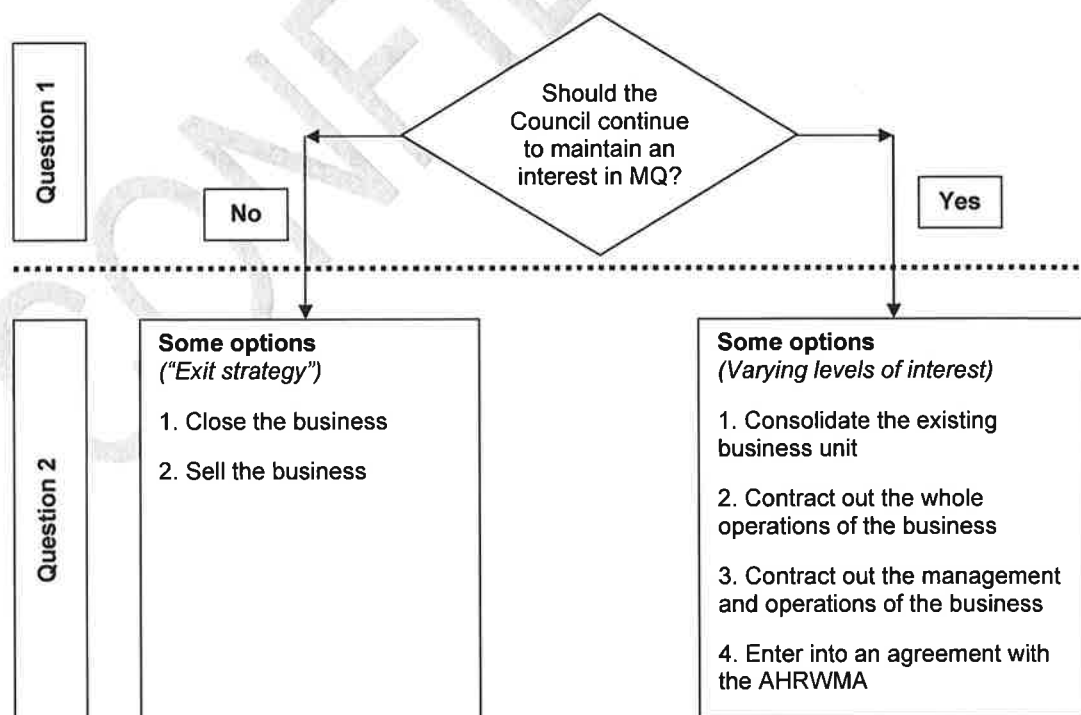 Question 1
Should the
Council continue
to maintain an
interest in MQ?
No
Yes
Question 2
Some options
("Exit strategy")
1. Close the business
2. Sell the business
Some options
(Varying levels of interest)
1. Consolidate the existing
business unit
2. Contract out the whole
operations of the business
3. Contract out the management
and operations of the business
4. Enter into an agreement with
the AHRWMA